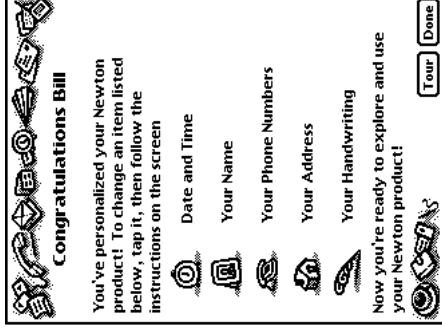 Congratulations Bill
You've personalized your Newton
product! To change an item listed
below, tap it, then follow the
instructions on the screen
Date and Time
Your Name
Your Phone Numbers
Your Address
Your Handwriting
Now you're ready to explore and use
your Newton product!
Tour Done